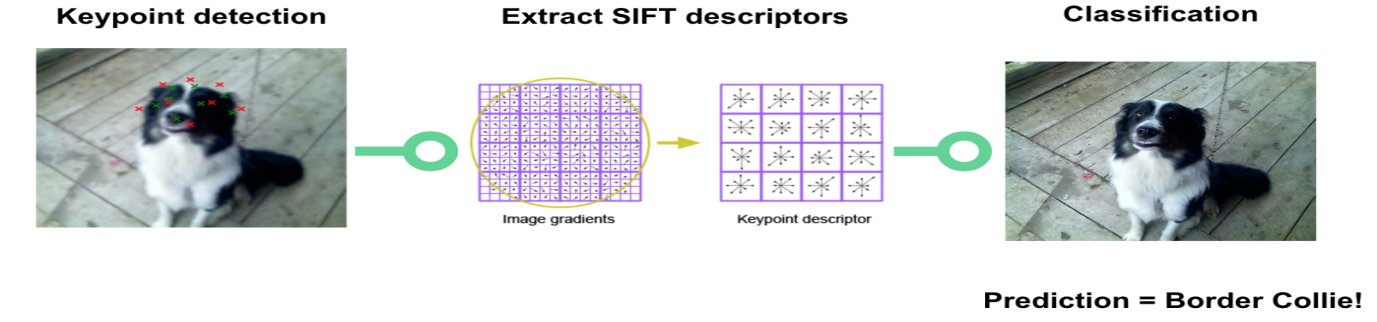 Keypoint detection
Extract SIFT descriptors
Classification
Image gradients
Keypoint descriptor
Prediction = Border Collie!